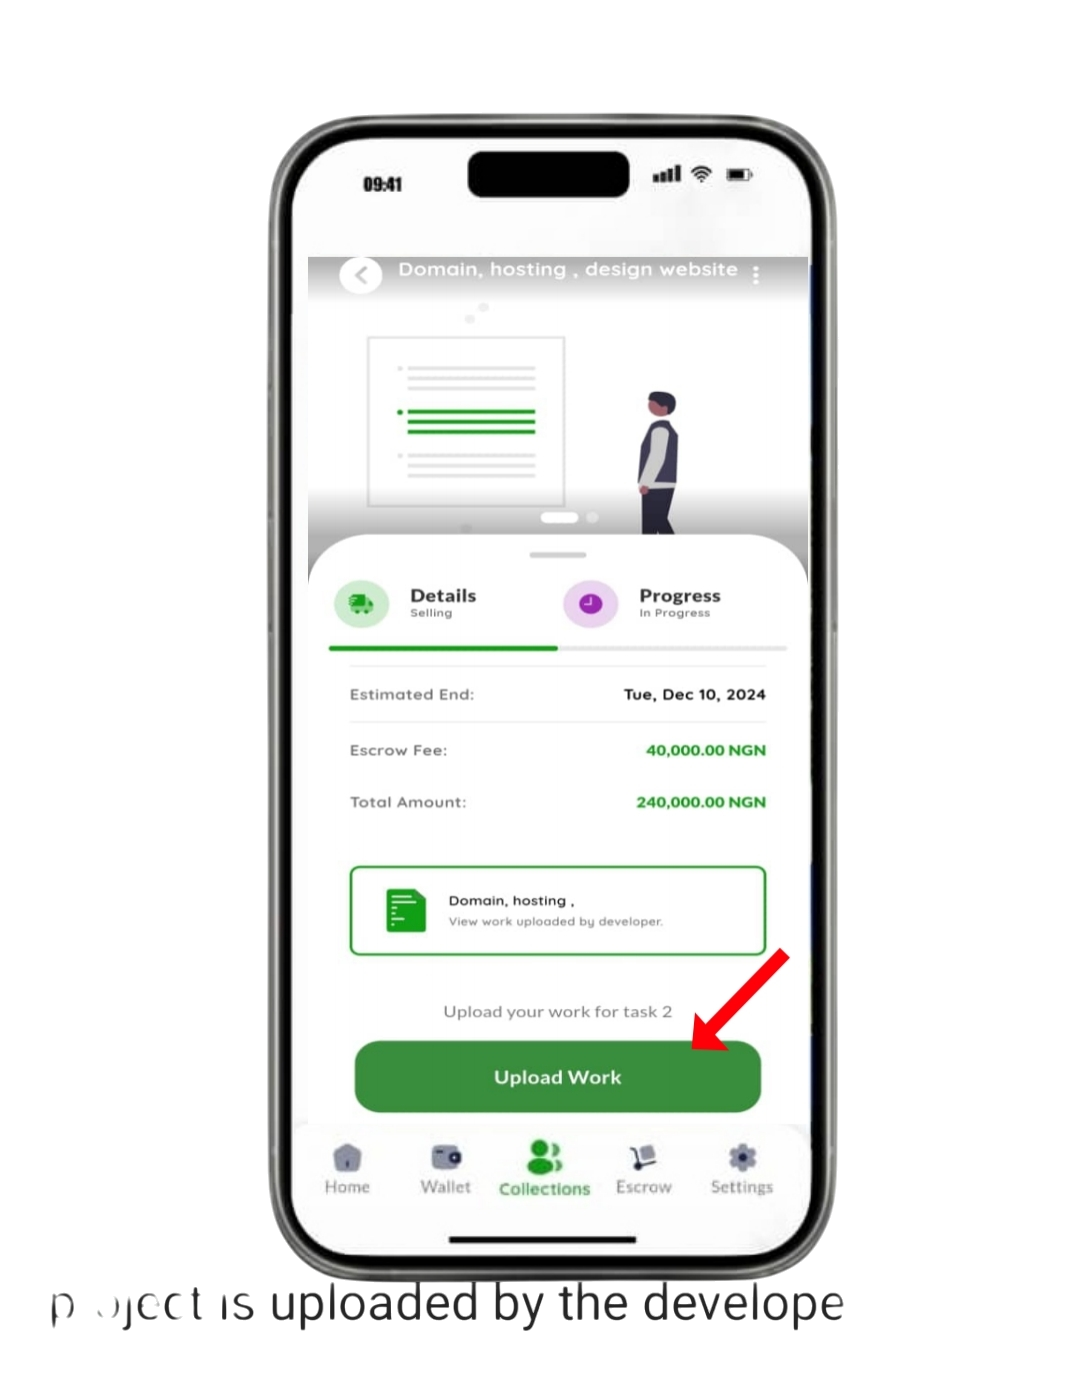 09:41
Domain, hosting , design website
Details
Selling
Progress
In Progress
Estimated End:
Tue, Dec 10, 2024
Escrow Fee:
40,000.00 NGN
Total Amount:
240,000.00 NGN
Domain, hosting ,
View work uploaded by developer.
Upload your work for task 2
Upload Work
Home
Wallet
Collections
Escrow
Settings
is uploaded by the develope